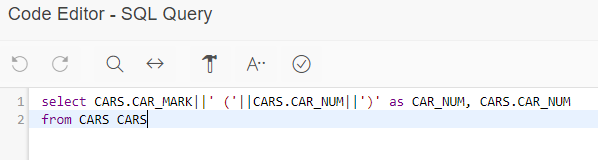 Code Editor - SQL Query
A··
1 select CARS.CAR_MARK||' ('||CARS.CAR_NUM||')' as CAR_NUM, CARS.CAR_NUM
2 from CARS CARS